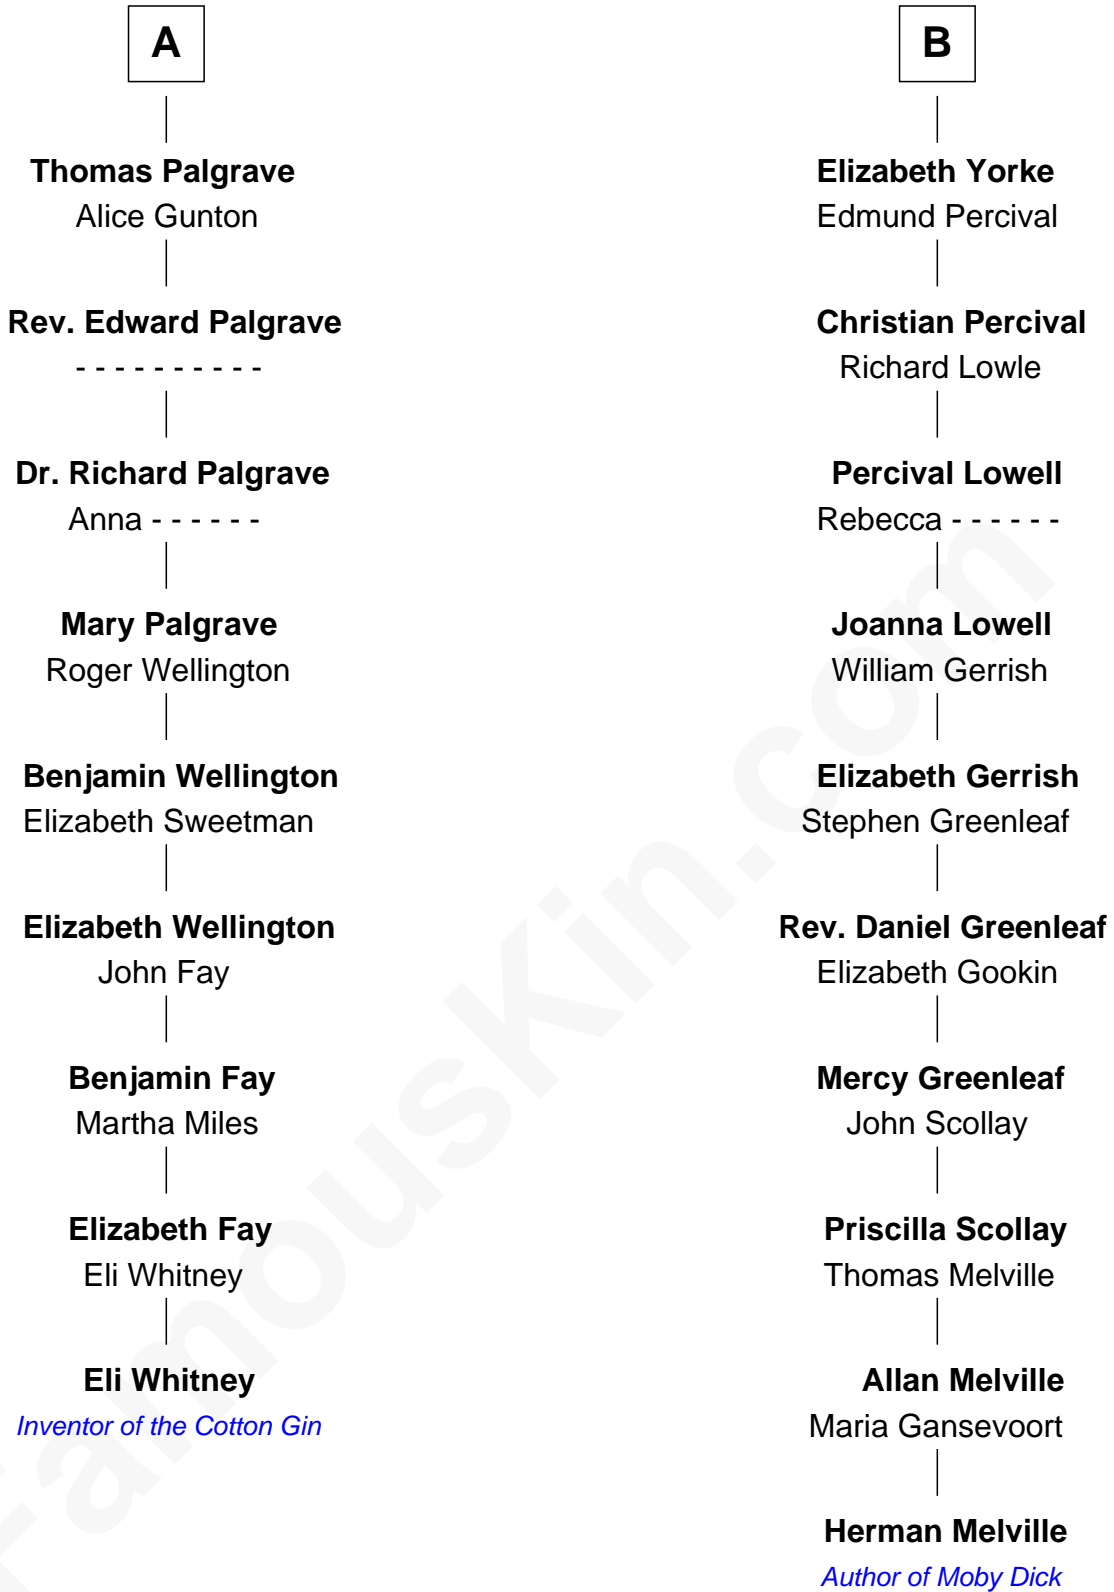 A
Thomas Palgrave
Alice Gunton
Rev. Edward Palgrave
- - - - - - - - - -
Dr. Richard Palgrave
Anna - - - - - -
Mary Palgrave
Roger Wellington
Benjamin Wellington
Elizabeth Sweetman
Elizabeth Wellington
John Fay
Benjamin Fay
Martha Miles
Elizabeth Fay
Eli Whitney
Eli Whitney
Inventor of the Cotton Gin
B
Elizabeth Yorke
Edmund Percival
Christian Percival
Richard Lowle
Percival Lowell
Rebecca - - - - - -
Joanna Lowell
William Gerrish
Elizabeth Gerrish
Stephen Greenleaf
Rev. Daniel Greenleaf
Elizabeth Gookin
Mercy Greenleaf
John Scollay
Priscilla Scollay
Thomas Melville
Allan Melville
Maria Gansevoort
Herman Melville
Author of Moby Dick
FamousKin.com